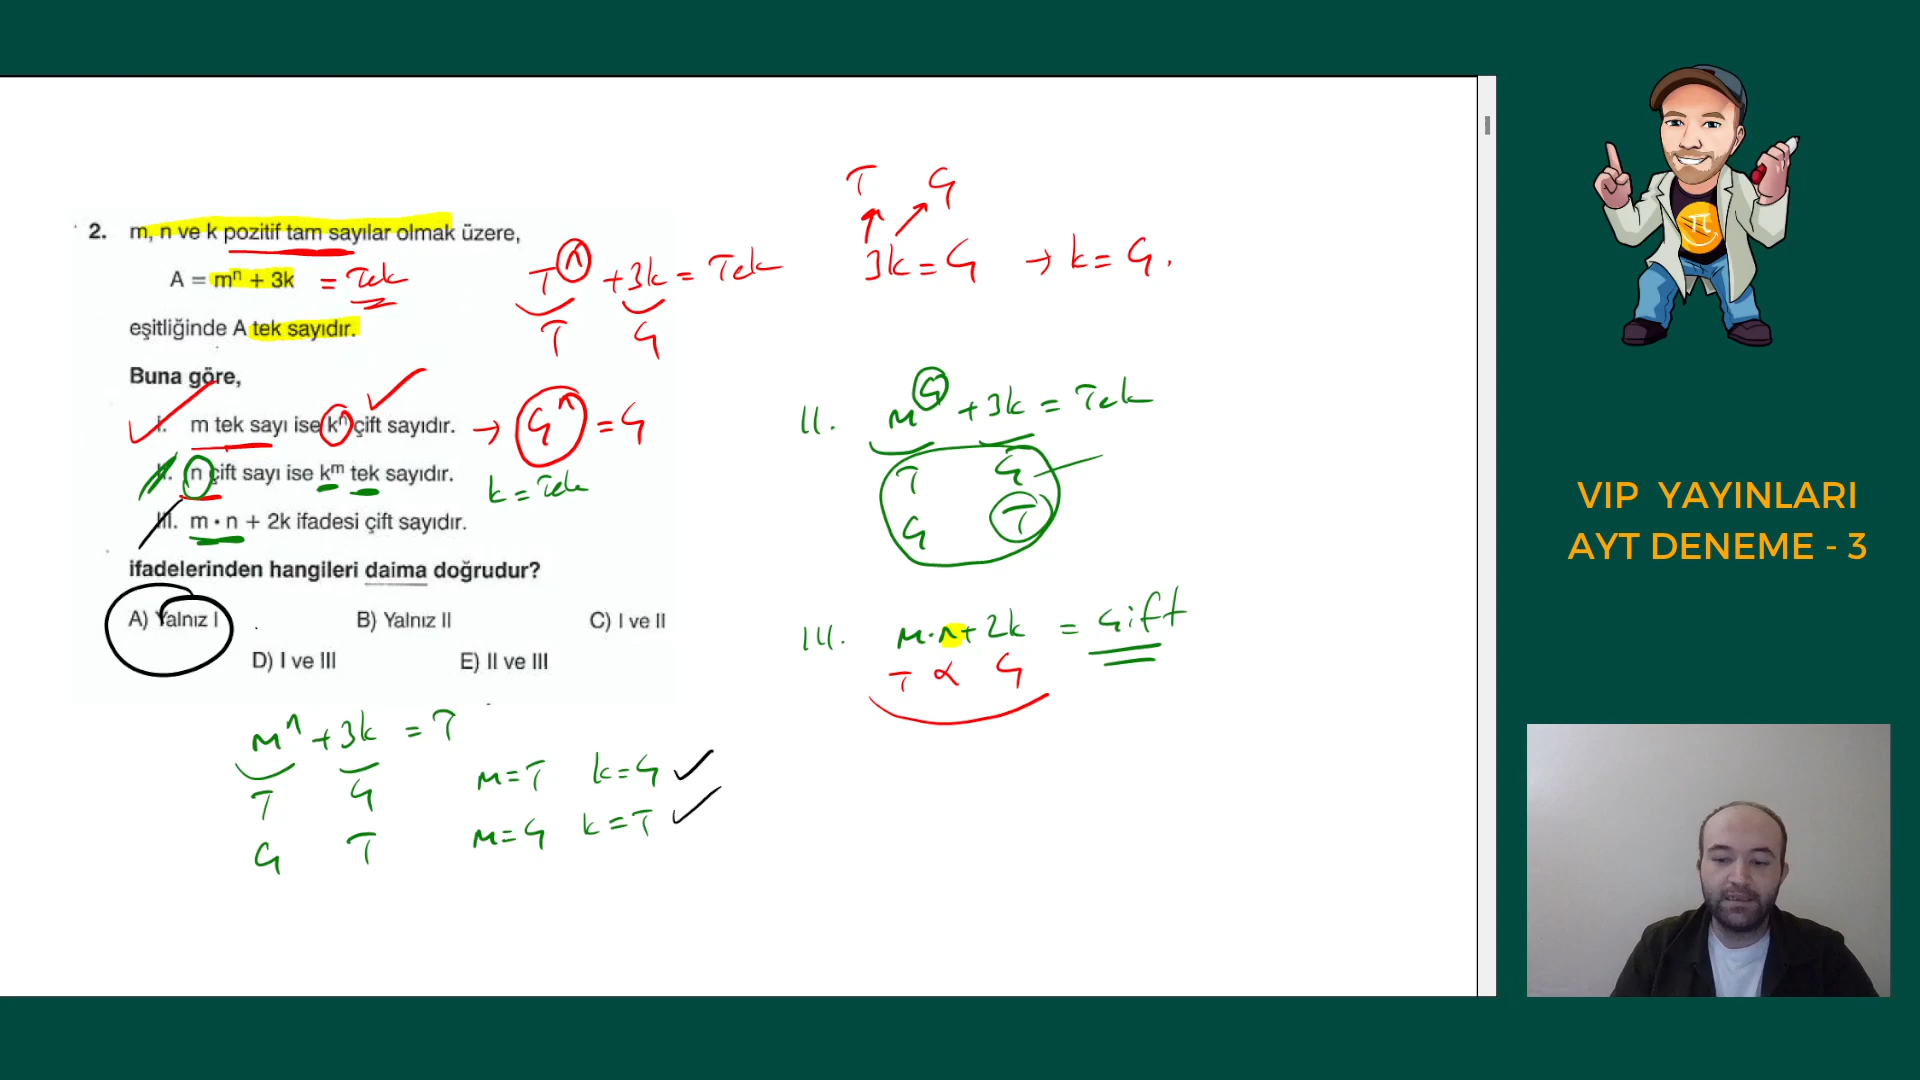 2. m, n ve k pozitif tam sayılar olmak üzere,
A = mⁿ + 3k = Tek
eşitliğinde A tek sayıdır.
Buna göre,
I. m tek sayı ise kⁿ çift sayıdır. → Çⁿ = Ç
II. n çift sayı ise kᵐ tek sayıdır. k = Tek
III. m · n + 2k ifadesi çift sayıdır.
ifadelerinden hangileri daima doğrudur?
A) Yalnız I B) Yalnız II C) I ve II
D) I ve III E) II ve III
mⁿ + 3k = T
T Ç m = T k = Ç
Ç T m = Ç k = T
Tⁿ + 3k = Tek
T Ç
T Ç
3k = Ç → k = Ç.
II. m^Ç + 3k = Tek
T Ç
Ç T
III. m·n + 2k = Çift
T Ç
π
VIP YAYINLARI
AYT DENEME - 3